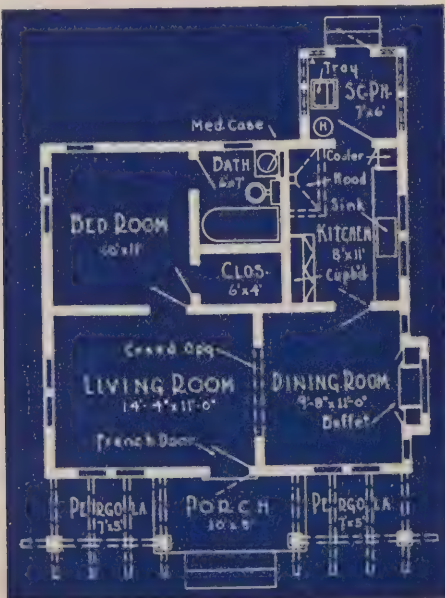 Tray
SC. PH.
7'x6'
M
Med. Case
BATH
Cooler
Hood
Sink
BED ROOM
KITCHEN
8'x11'
CLOS.
6'x4'
Cupb'd
Cased Opg
LIVING ROOM
14'-4"x11'-0"
DINING ROOM
9'-8"x11'-0"
Buffet
French Door
PERGOLA
7'x5'
PORCH
PERGOLA
7'x5'